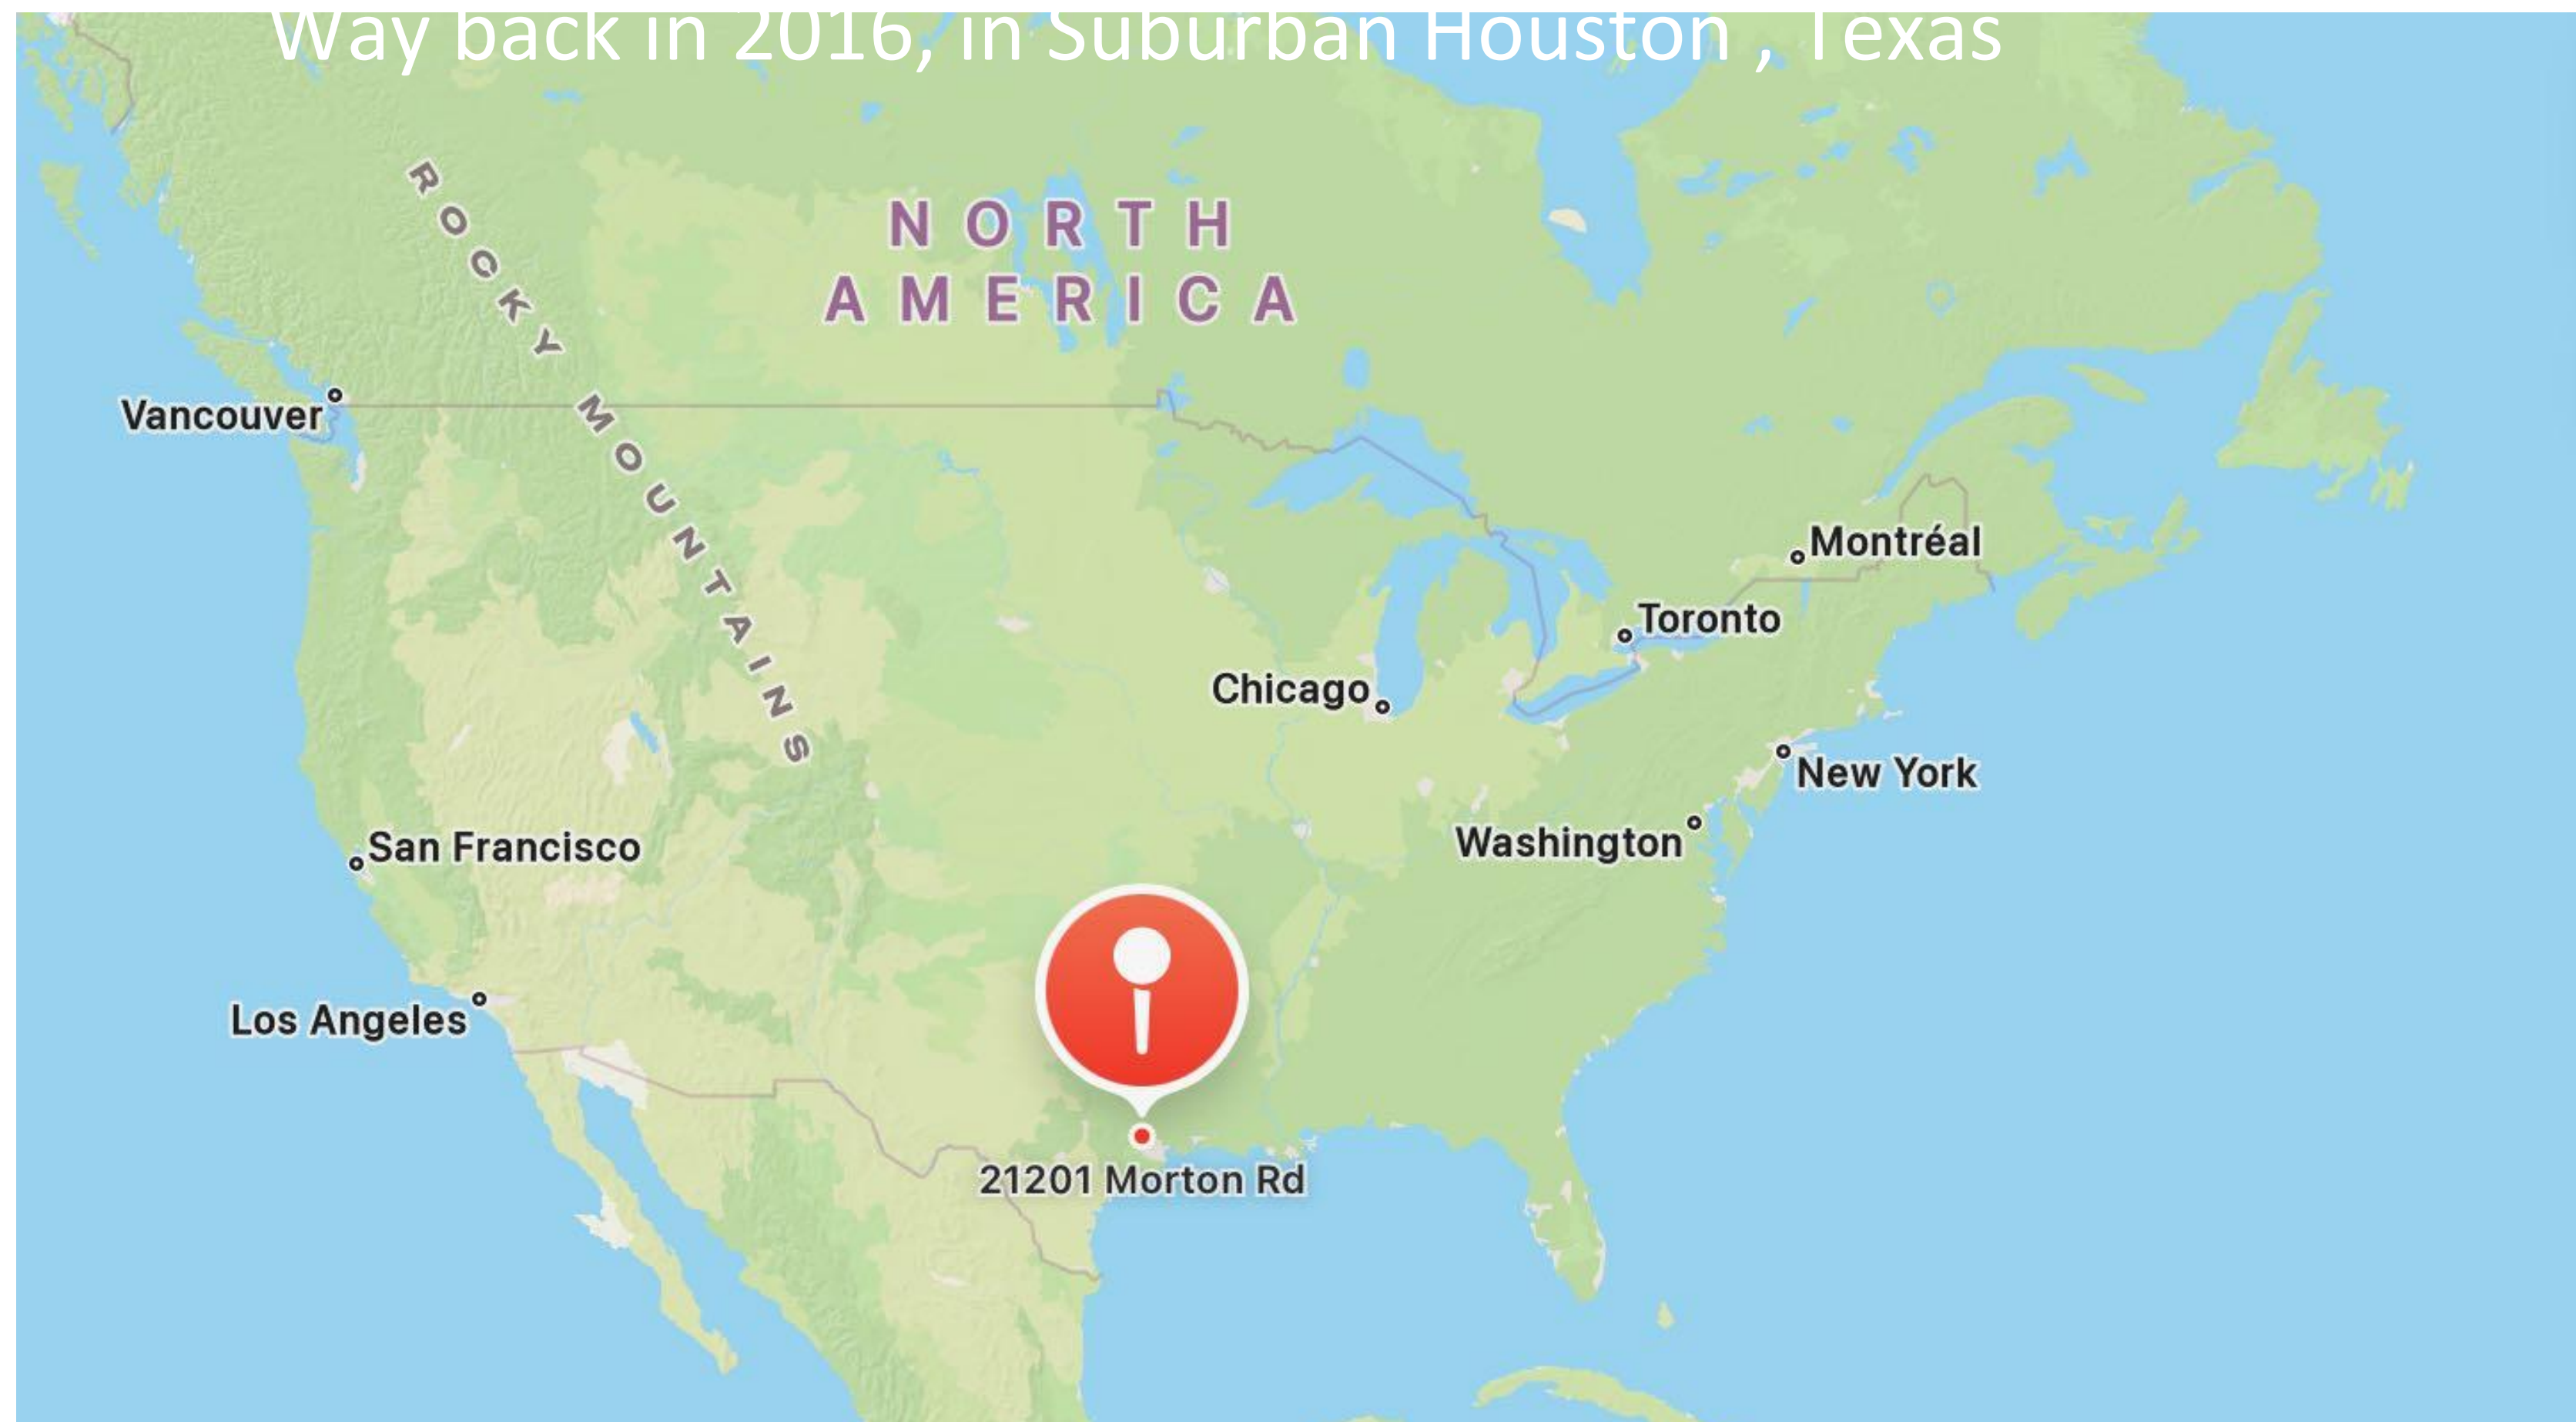 Way back in 2016, in Suburban Houston , Texas
ROCKY MOUNTAINS
NORTH
AMERICA
Vancouver
Montréal
Toronto
Chicago
New York
Washington
San Francisco
Los Angeles
21201 Morton Rd